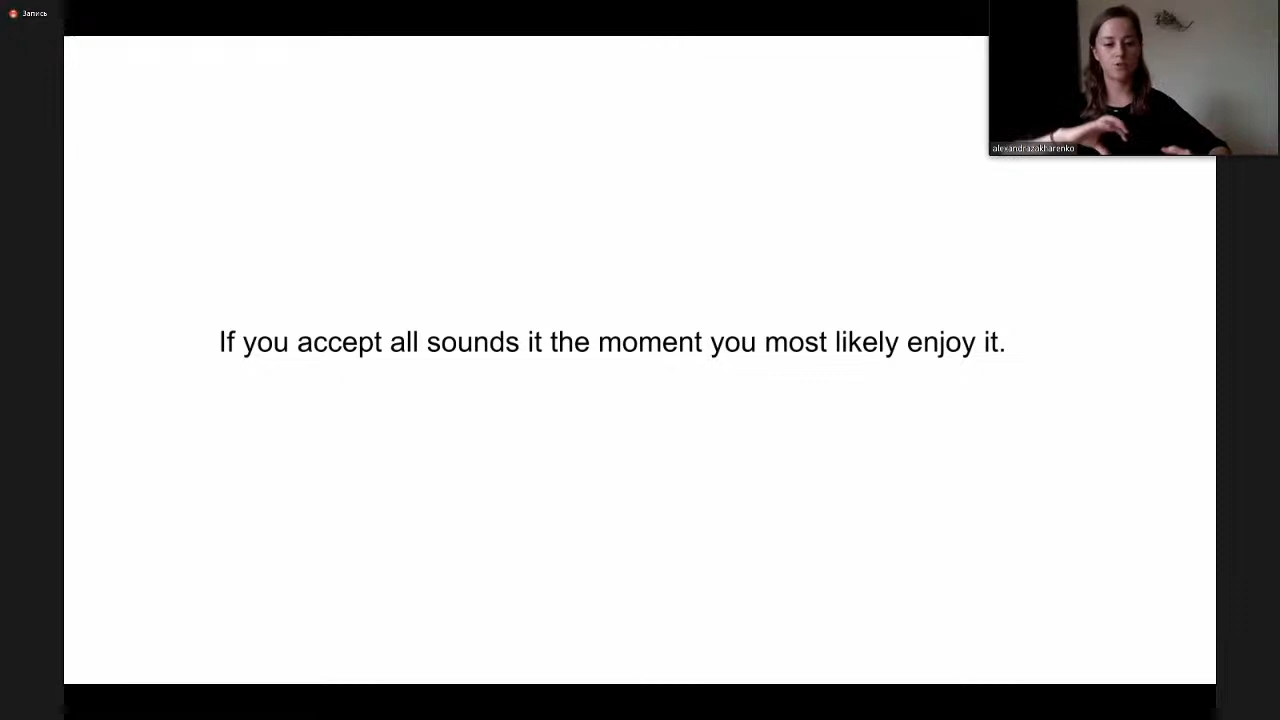 Запись
alexandrazakharenko
If you accept all sounds it the moment you most likely enjoy it.